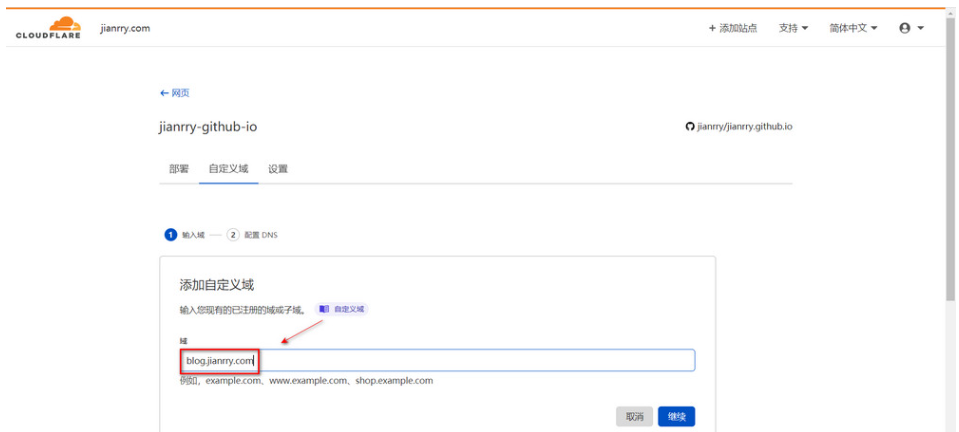 CLOUDFLARE jianrry.com + 添加站点 支持 简体中文
← 网页
jianrry-github-io jianrry/jianrry.github.io
部署 自定义域 设置
1 输入域 2 配置 DNS
添加自定义域
输入您现有的已注册的域或子域。 自定义域
域
blog.jianrry.com
例如，example.com、www.example.com、shop.example.com
取消 继续